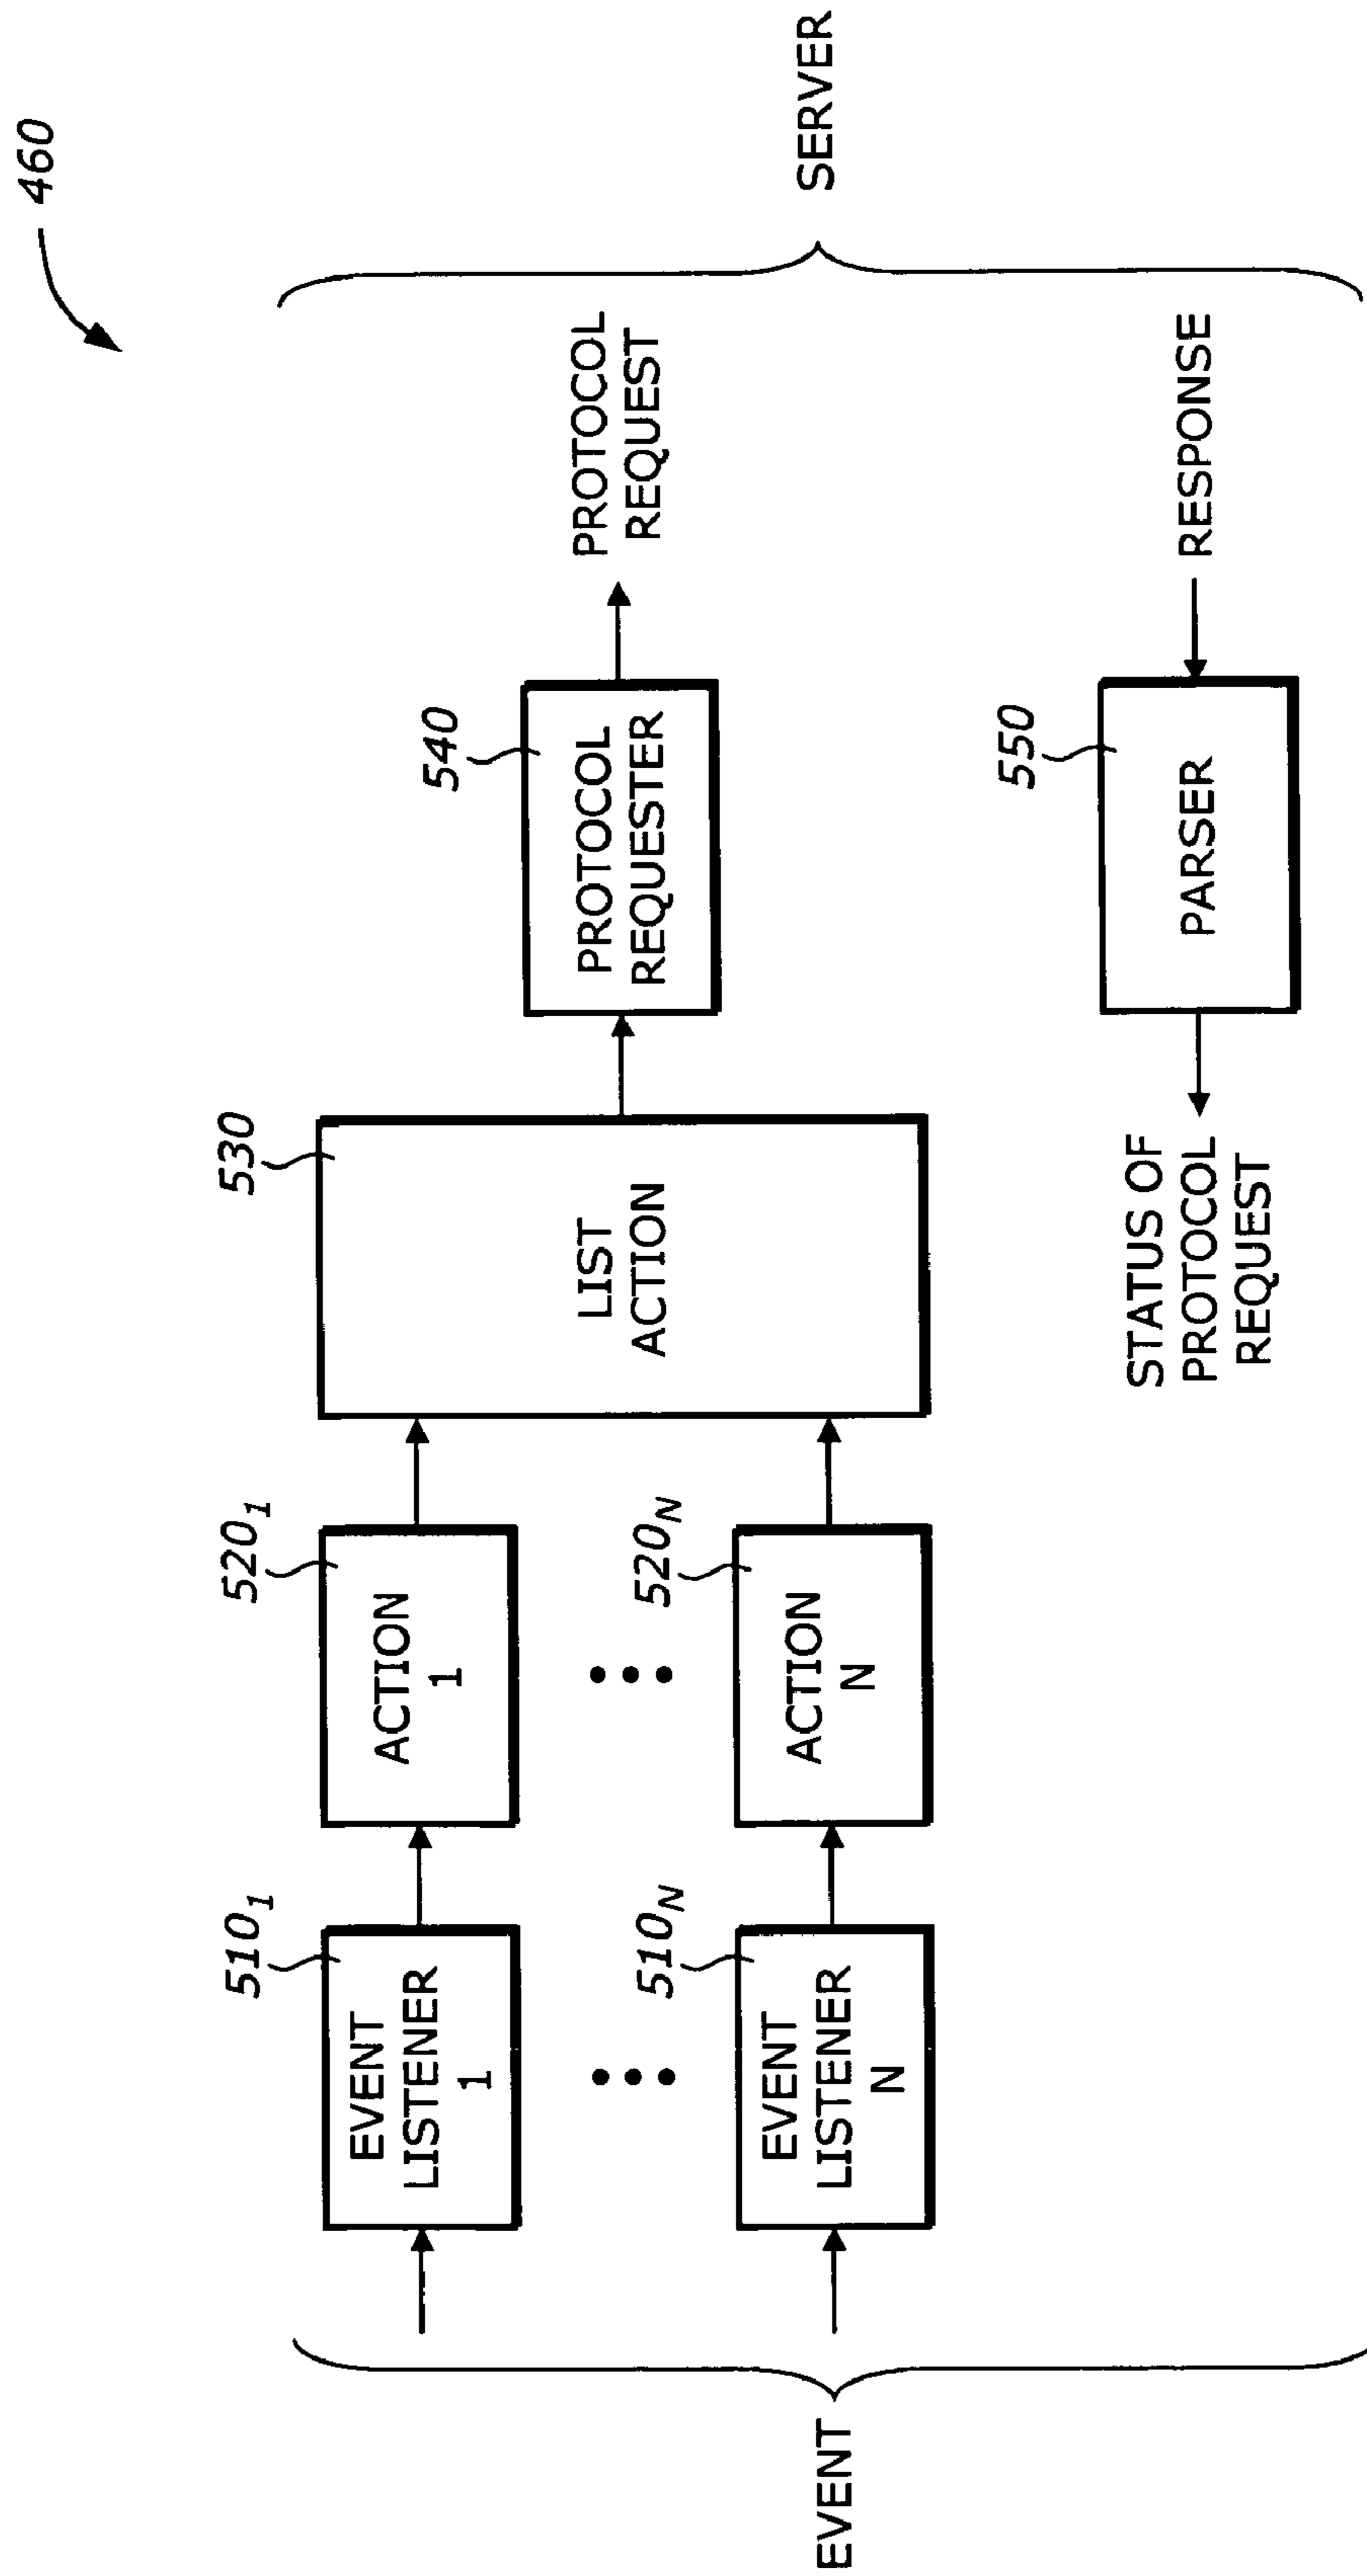 460
EVENT
510₁
EVENT
LISTENER
1
520₁
ACTION
1
510N
EVENT
LISTENER
N
520N
ACTION
N
530
LIST
ACTION
540
PROTOCOL
REQUESTER
PROTOCOL
REQUEST
SERVER
STATUS OF
PROTOCOL
REQUEST
550
PARSER
RESPONSE